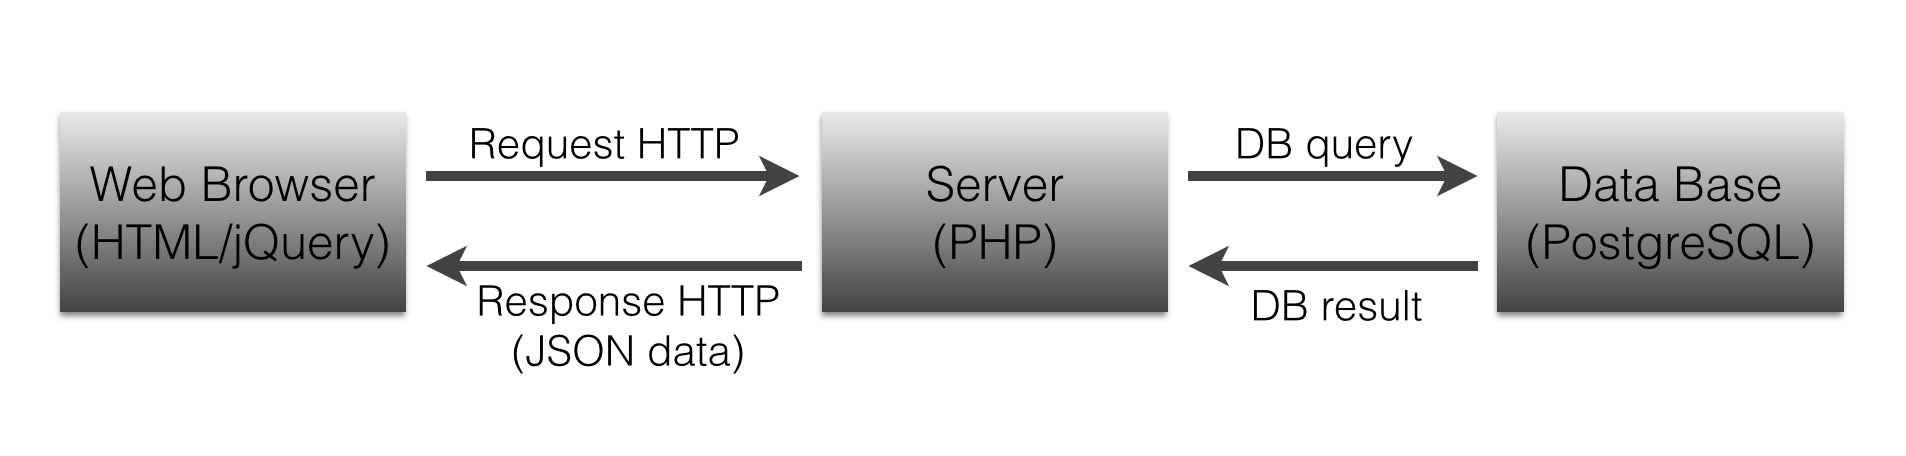 Web Browser
(HTML/jQuery)
Request HTTP
Response HTTP
(JSON data)
Server
(PHP)
DB query
DB result
Data Base
(PostgreSQL)